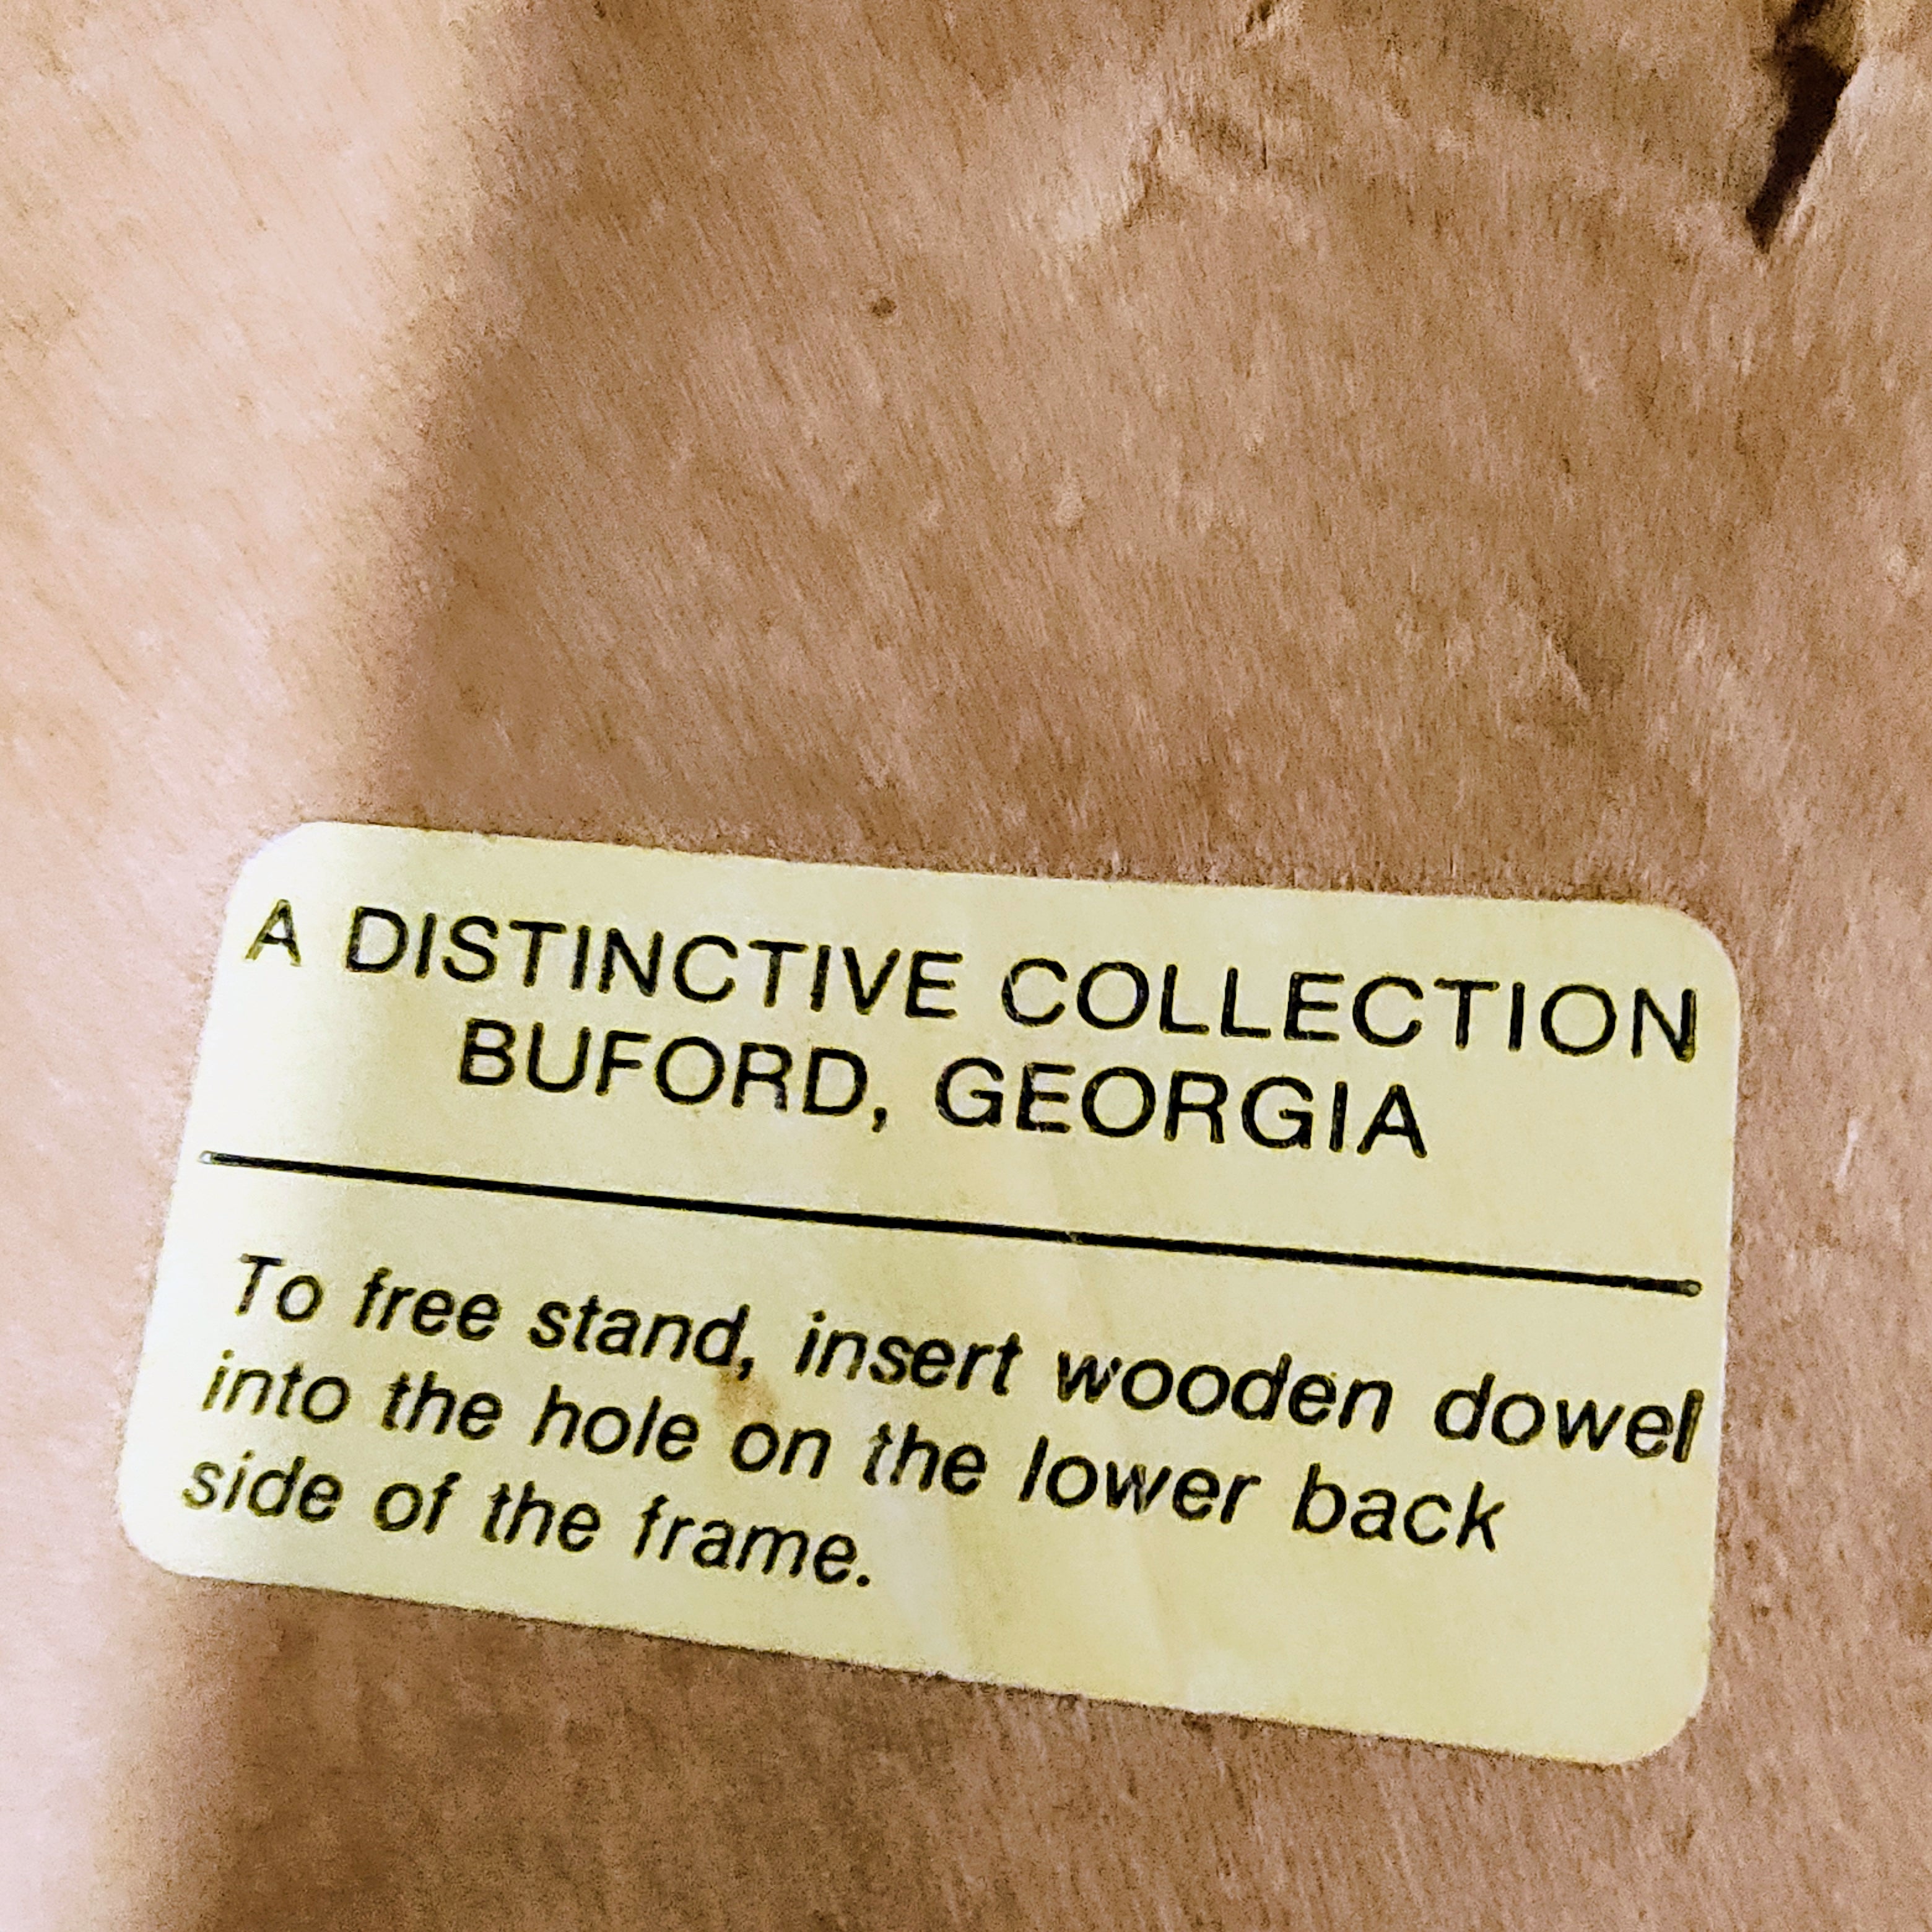 A DISTINCTIVE COLLECTION
BUFORD, GEORGIA
To free stand, insert wooden dowel
into the hole on the lower back
side of the frame.